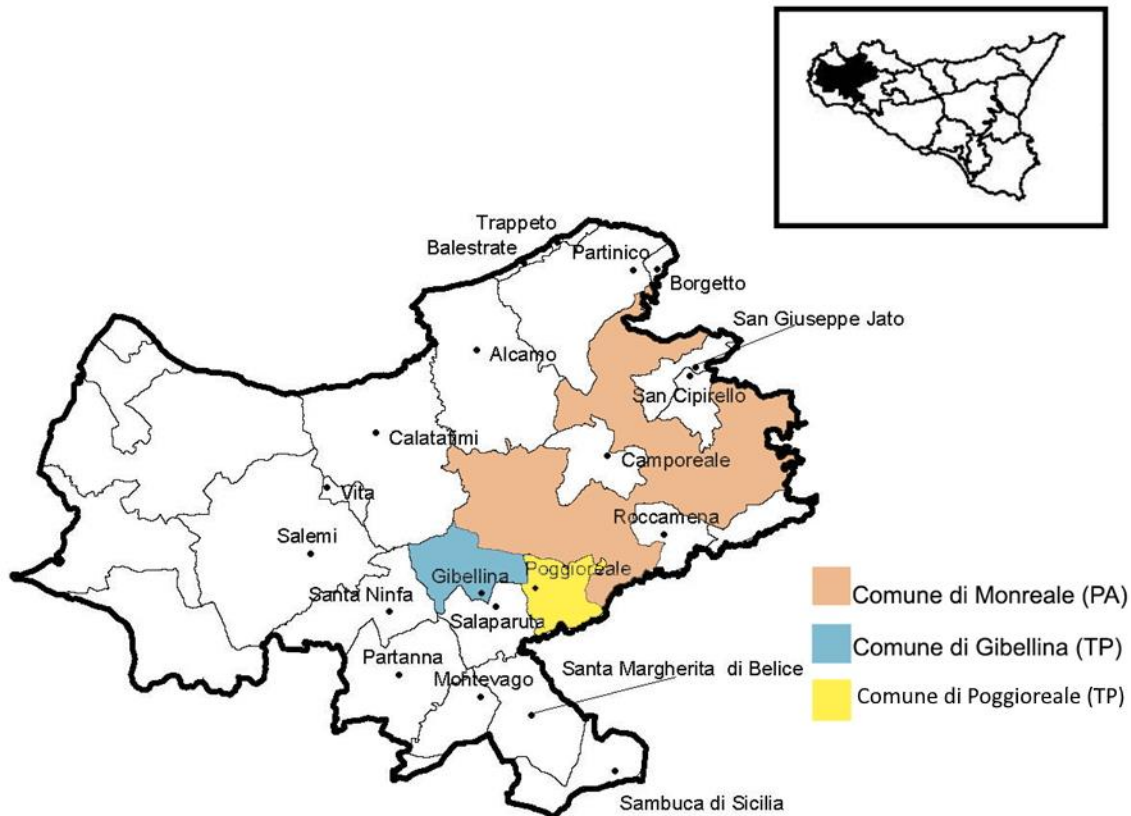 Trappeto
Balestrate
Partinico
Borgetto
San Giuseppe Jato
Alcamo
San Cipirello
Calatafimi
Camporeale
Vita
Roccamena
Salemi
Poggioreale
Gibellina
Santa Ninfa
Salaparuta
Partanna
Santa Margherita di Belice
Montevago
Sambuca di Sicilia
Comune di Monreale (PA)
Comune di Gibellina (TP)
Comune di Poggioreale (TP)